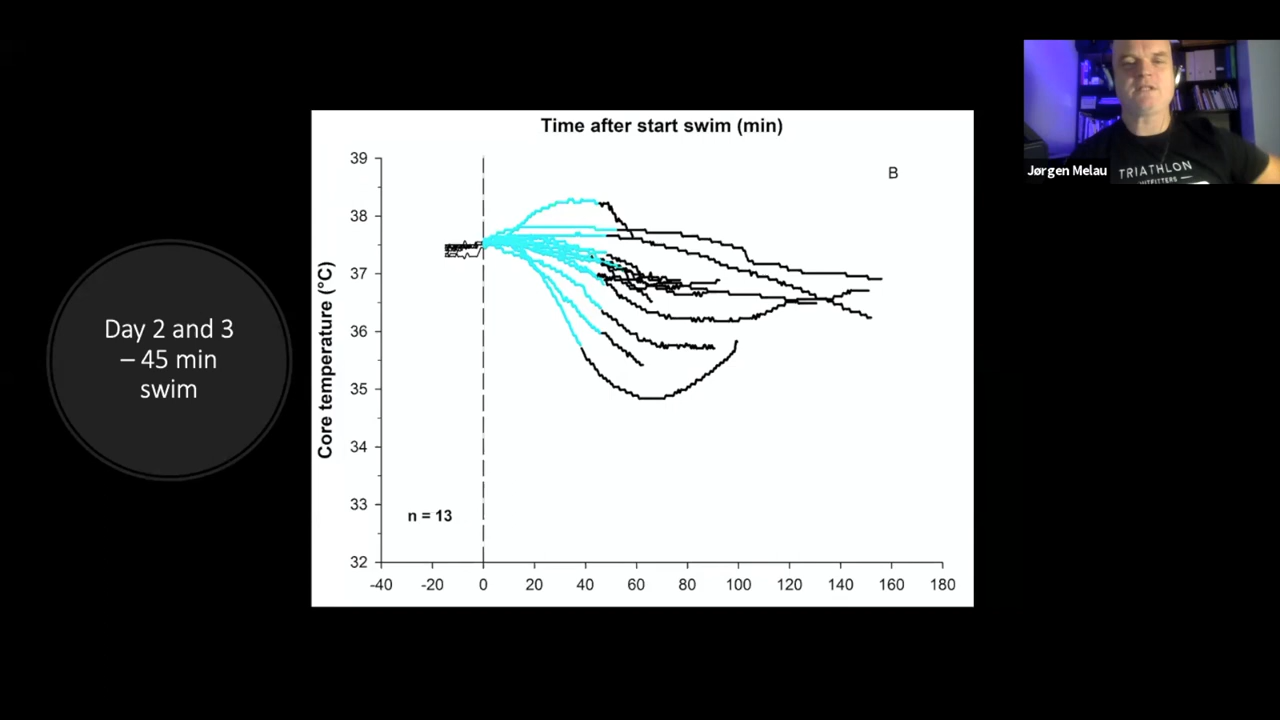 Day 2 and 3
– 45 min
swim
Time after start swim (min)
B
39
38
37
36
35
34
33
32
Core temperature (°C)
n = 13
-40 -20 0 20 40 60 80 100 120 140 160 180
Jørgen Melau
TRIATHLON